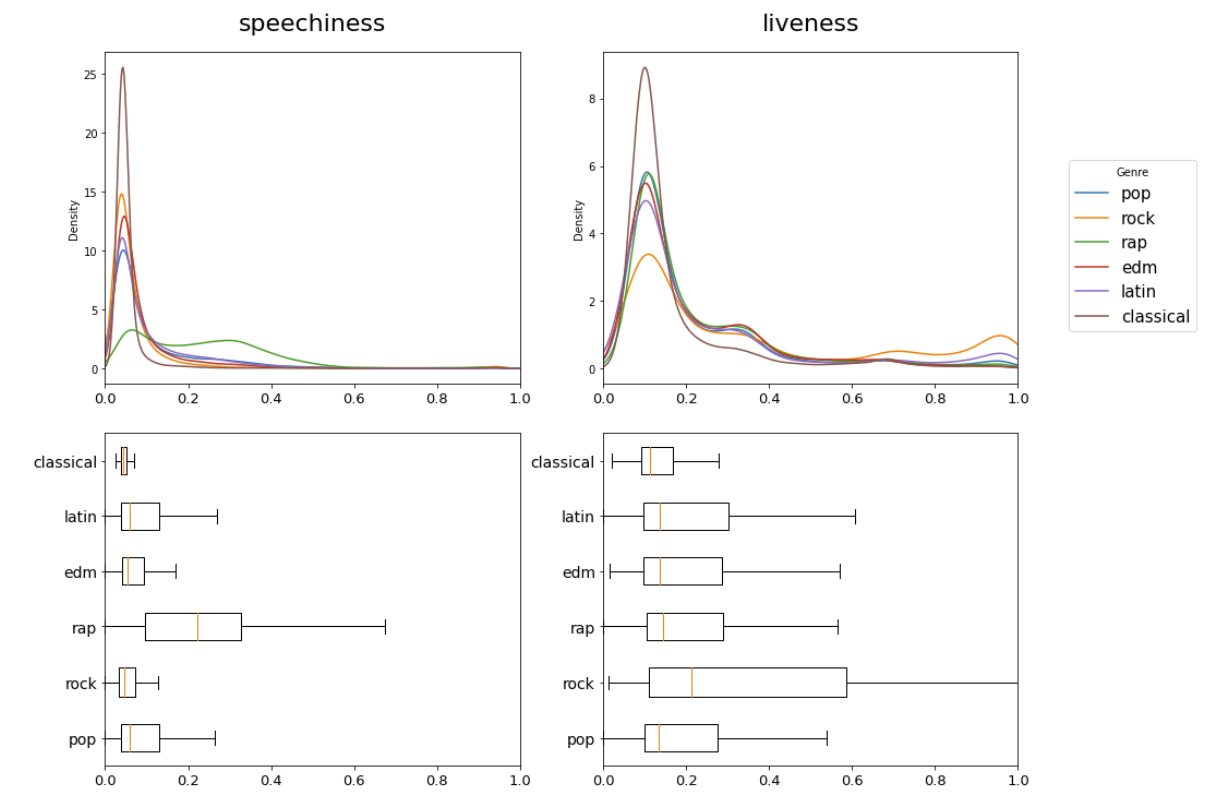 speechiness
liveness
25
20
15
10
5
0
Density
0.0 0.2 0.4 0.6 0.8 1.0
8
6
4
2
0
Density
0.0 0.2 0.4 0.6 0.8 1.0
Genre
pop
rock
rap
edm
latin
classical
classical
latin
edm
rap
rock
pop
0.0 0.2 0.4 0.6 0.8 1.0
classical
latin
edm
rap
rock
pop
0.0 0.2 0.4 0.6 0.8 1.0